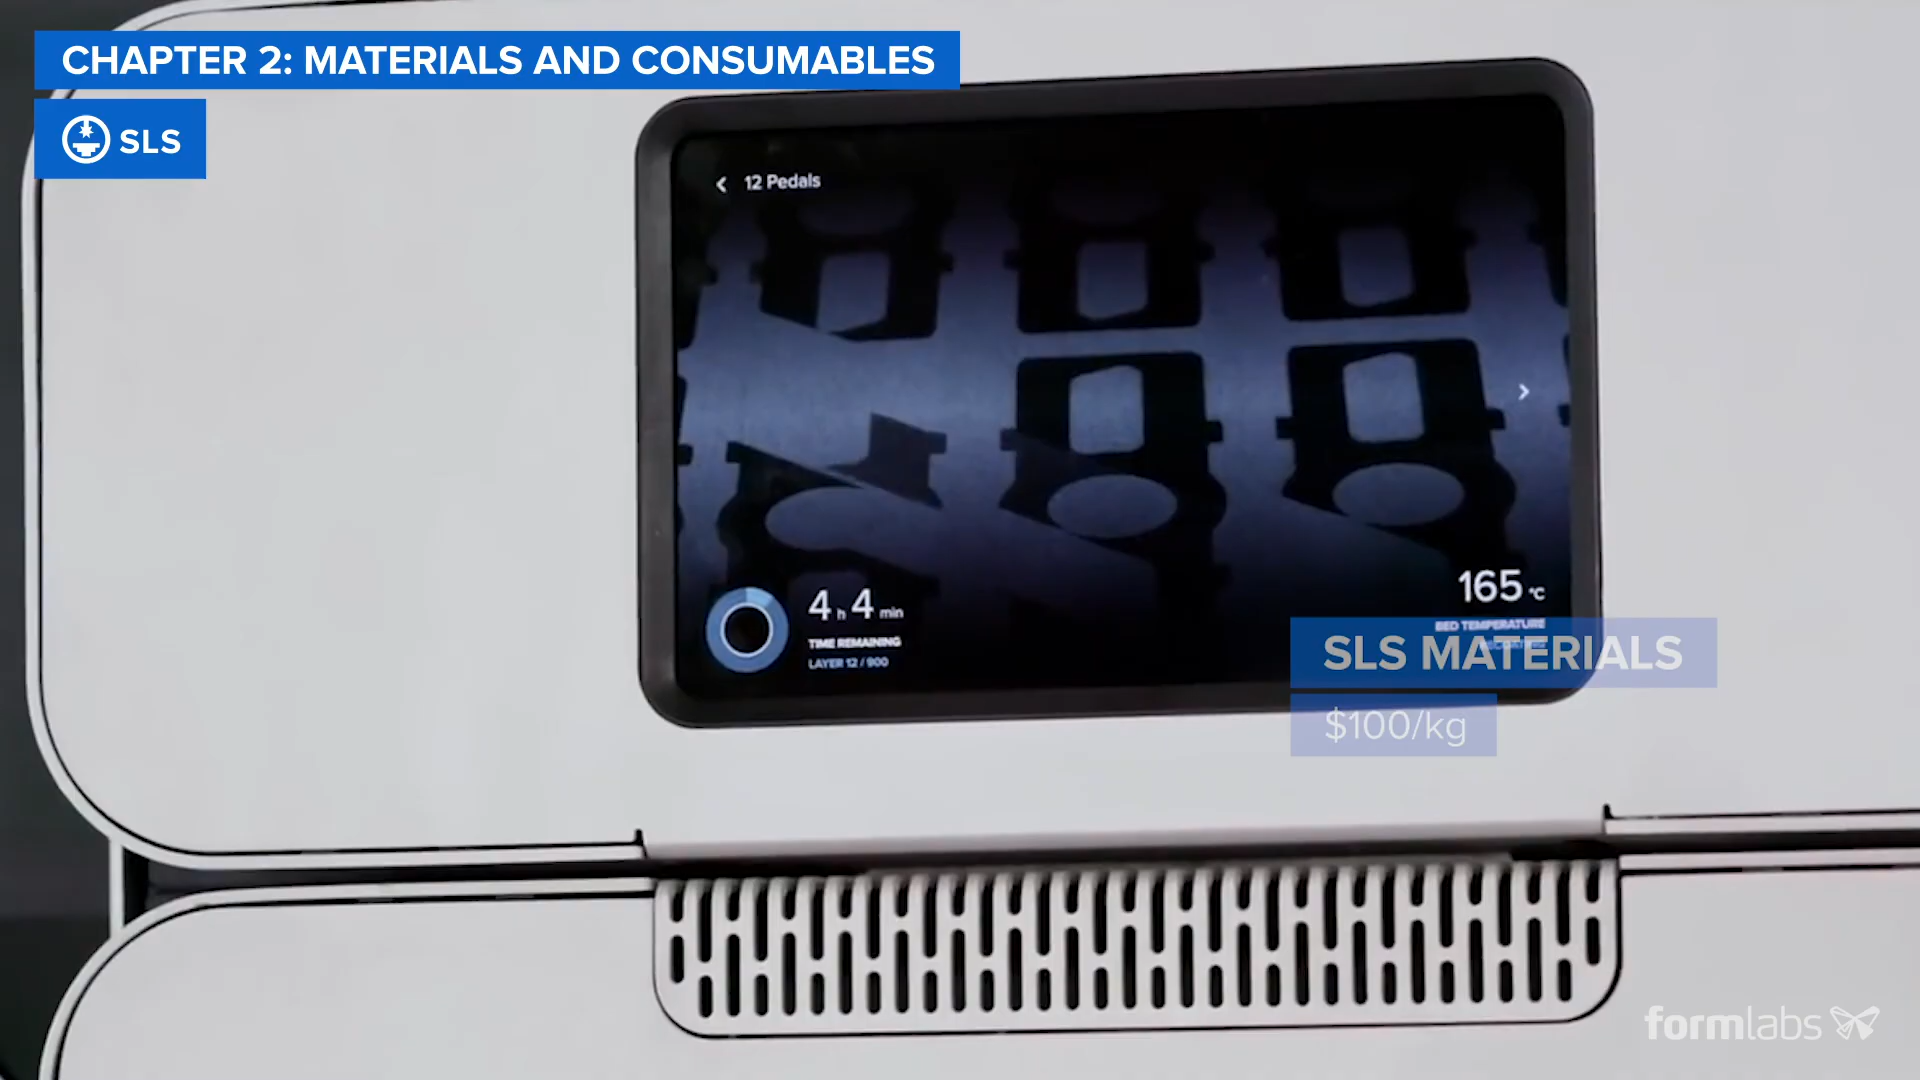 CHAPTER 2: MATERIALS AND CONSUMABLES
SLS
12 Pedals
4 h 4 min
TIME REMAINING
LAYER 12 / 900
165 °C
BED TEMPERATURE
SLS MATERIALS
$100/kg
formlabs